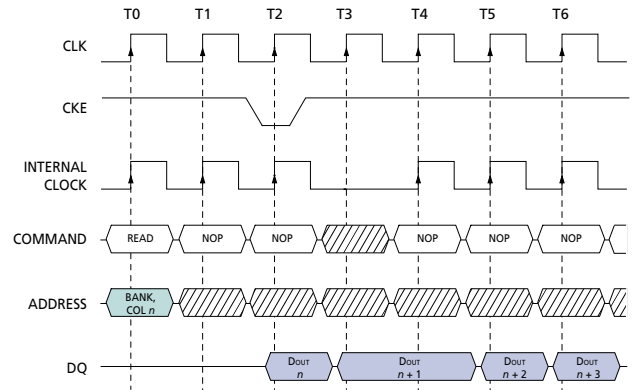 T0 T1 T2 T3 T4 T5 T6
CLK
CKE
INTERNAL
CLOCK
COMMAND READ NOP NOP NOP NOP NOP
ADDRESS BANK,
COL n
DQ DOUT DOUT DOUT DOUT
n n + 1 n + 2 n + 3